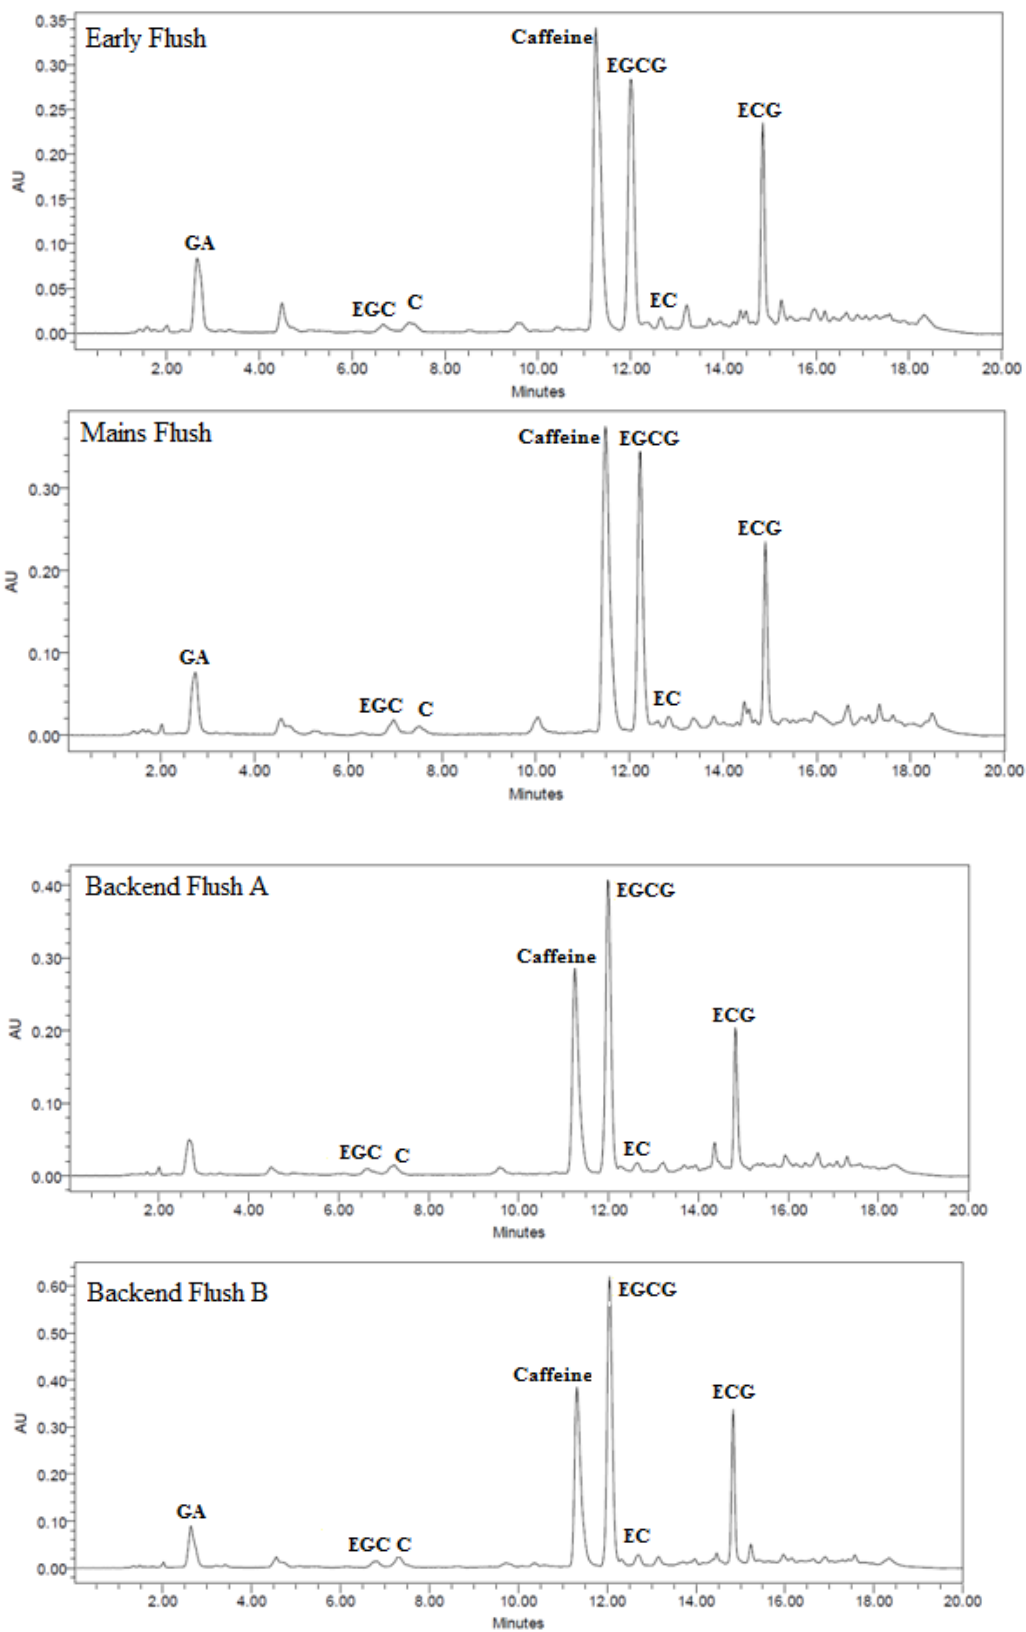 Early Flush
Caffeine
EGCG
ECG
GA
EGC
C
EC
0.35
0.30
0.25
0.20
0.15
0.10
0.05
0.00
AU
2.00 4.00 6.00 8.00 10.00 12.00 14.00 16.00 18.00 20.00
Minutes
Mains Flush
Caffeine
EGCG
ECG
GA
EGC
C
EC
0.30
0.20
0.10
0.00
AU
2.00 4.00 6.00 8.00 10.00 12.00 14.00 16.00 18.00 20.00
Minutes
Backend Flush A
EGCG
Caffeine
ECG
EGC
C
EC
0.40
0.30
0.20
0.10
0.00
AU
2.00 4.00 6.00 8.00 10.00 12.00 14.00 16.00 18.00 20.00
Minutes
Backend Flush B
EGCG
Caffeine
ECG
GA
EGC
C
EC
0.60
0.50
0.40
0.30
0.20
0.10
0.00
AU
2.00 4.00 6.00 8.00 10.00 12.00 14.00 16.00 18.00 20.00
Minutes